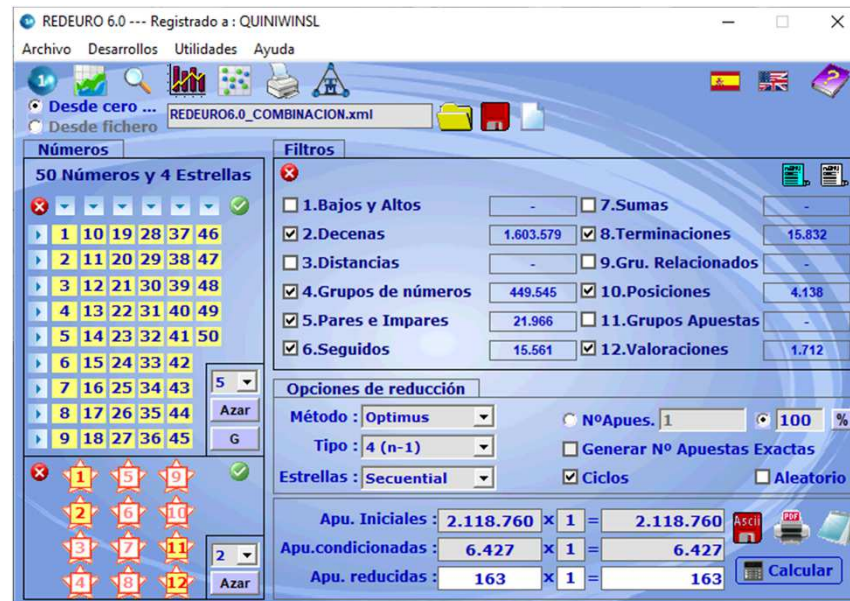 REDEURO 6.0 --- Registrado a : QUINIWINSL
Archivo Desarrollos Utilidades Ayuda
1a
Desde cero ...
REDEURO6.0_COMBINACION.xml
Desde fichero
Números
50 Números y 4 Estrellas
1 10 19 28 37 46
2 11 20 29 38 47
3 12 21 30 39 48
4 13 22 31 40 49
5 14 23 32 41 50
6 15 24 33 42
7 16 25 34 43
8 17 26 35 44
9 18 27 36 45
5
Azar
G
1 5 9
2 6 10
3 7 11
4 8 12
2
Azar
Filtros
1.Bajos y Altos - 7.Sumas -
2.Decenas 1.603.579 8.Terminaciones 15.832
3.Distancias - 9.Gru. Relacionados -
4.Grupos de números 449.545 10.Posiciones 4.138
5.Pares e Impares 21.966 11.Grupos Apuestas -
6.Seguidos 15.561 12.Valoraciones 1.712
Opciones de reducción
Método : Optimus NºApues. 1 100 %
Tipo : 4 (n-1) Generar Nº Apuestas Exactas
Estrellas : Secuential Ciclos Aleatorio
Apu. Iniciales : 2.118.760 x 1 = 2.118.760 Ascii PDF
Apu.condicionadas : 6.427 x 1 = 6.427
Apu. reducidas : 163 x 1 = 163 Calcular